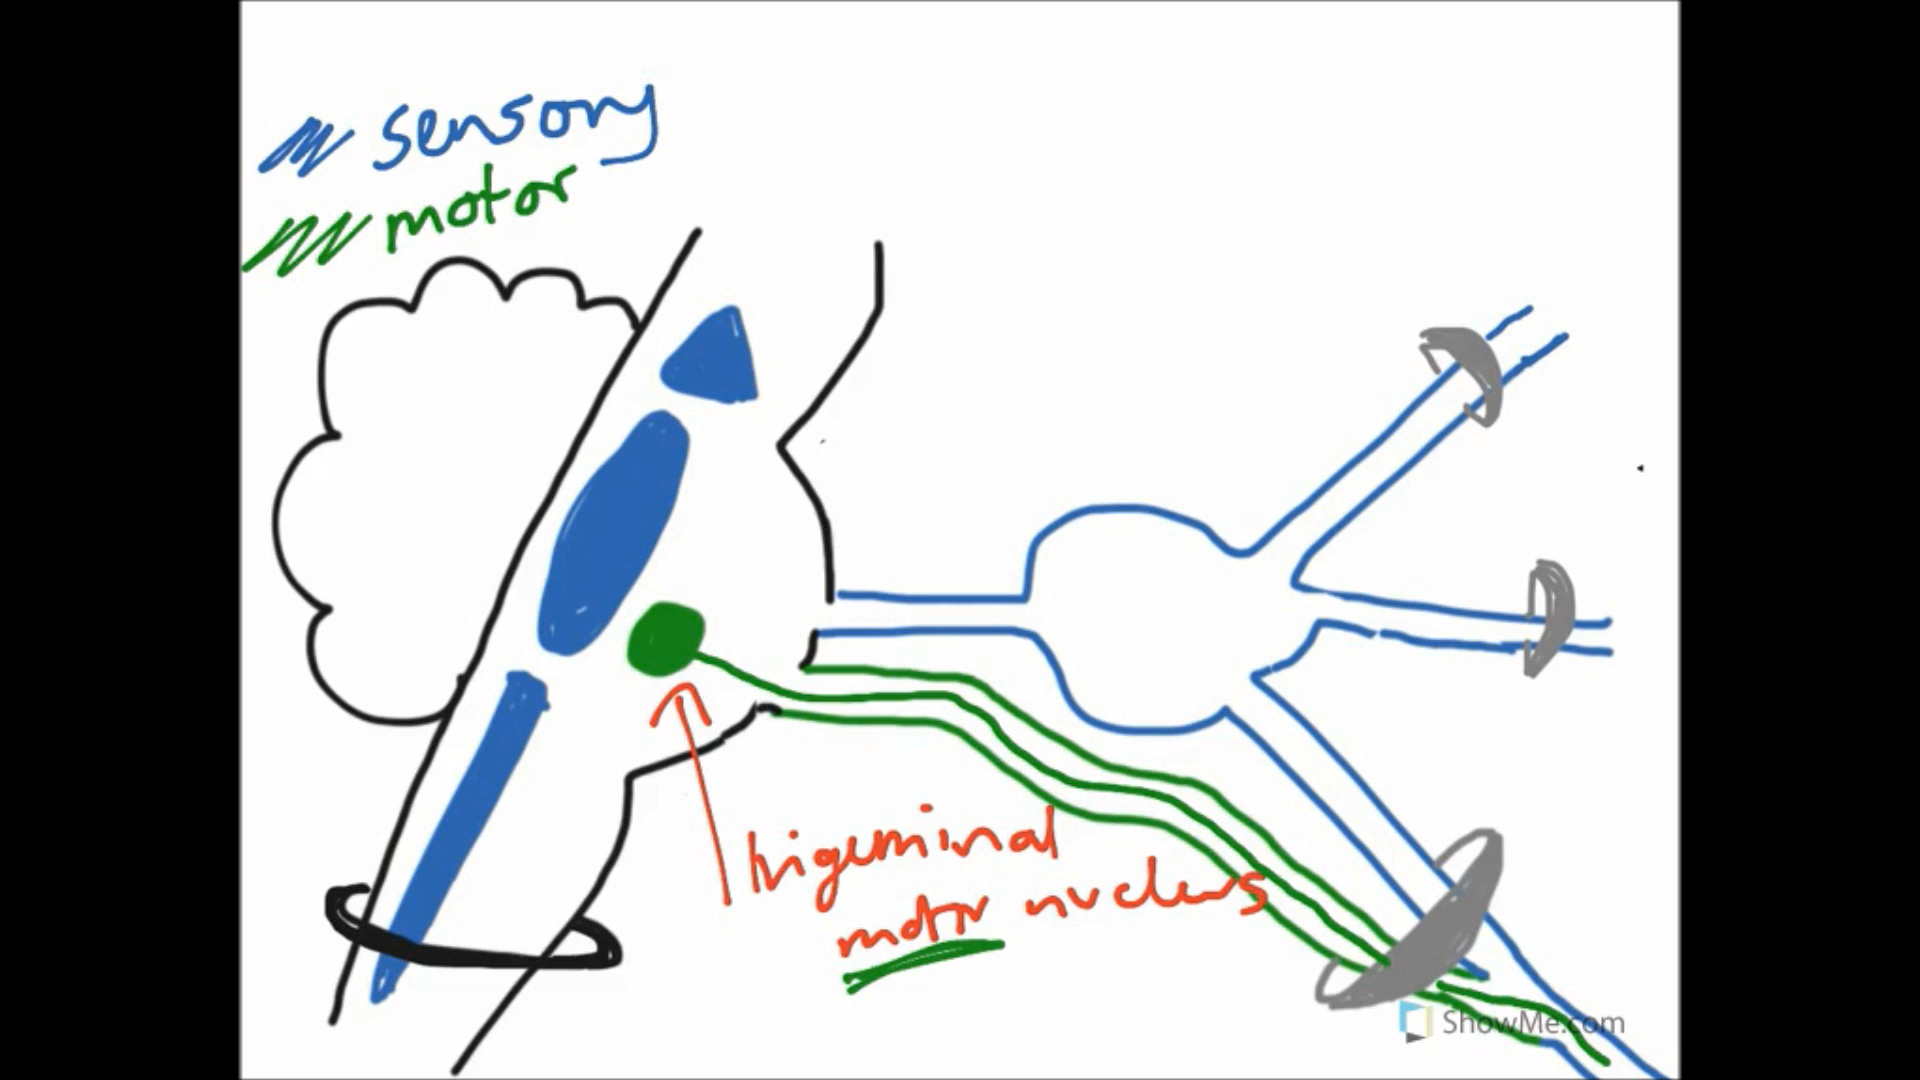 sensory
motor
trigeminal
motor nucleus
ShowMe.com